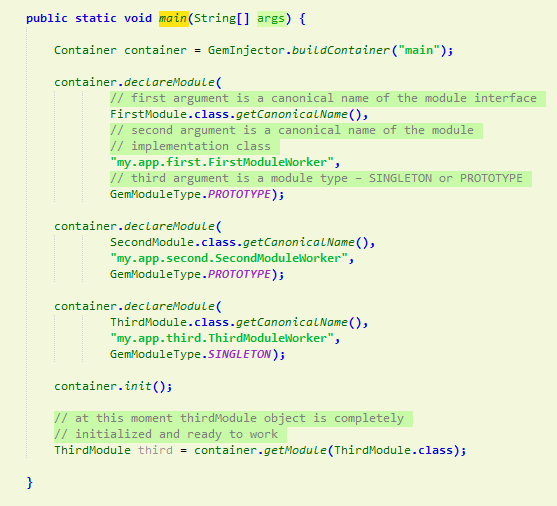 public static void main(String[] args) {
Container container = GemInjector.buildContainer("main");
container.declareModule(
// first argument is a canonical name of the module interface
FirstModule.class.getCanonicalName(),
// second argument is a canonical name of the module
// implementation class
"my.app.first.FirstModuleWorker",
// third argument is a module type – SINGLETON or PROTOTYPE
GemModuleType.PROTOTYPE);
container.declareModule(
SecondModule.class.getCanonicalName(),
"my.app.second.SecondModuleWorker",
GemModuleType.PROTOTYPE);
container.declareModule(
ThirdModule.class.getCanonicalName(),
"my.app.third.ThirdModuleWorker",
GemModuleType.SINGLETON);
container.init();
// at this moment thirdModule object is completely
// initialized and ready to work
ThirdModule third = container.getModule(ThirdModule.class);
}